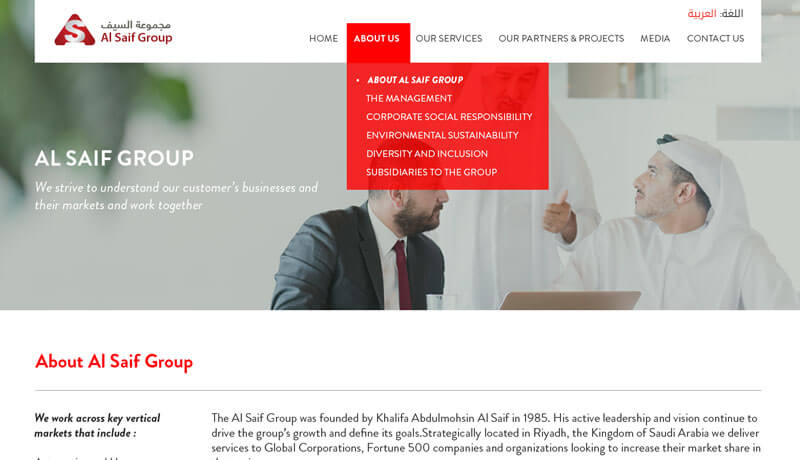 اللغة: العربية
مجموعة السيف
Al Saif Group
HOME
ABOUT US
OUR SERVICES
OUR PARTNERS & PROJECTS
MEDIA
CONTACT US
• ABOUT AL SAIF GROUP
THE MANAGEMENT
CORPORATE SOCIAL RESPONSIBILITY
ENVIRONMENTAL SUSTAINABILITY
DIVERSITY AND INCLUSION
SUBSIDIARIES TO THE GROUP
AL SAIF GROUP
We strive to understand our customer's businesses and
their markets and work together
About Al Saif Group
We work across key vertical
markets that include :
The Al Saif Group was founded by Khalifa Abdulmohsin Al Saif in 1985. His active leadership and vision continue to
drive the group's growth and define its goals.Strategically located in Riyadh, the Kingdom of Saudi Arabia we deliver
services to Global Corporations, Fortune 500 companies and organizations looking to increase their market share in